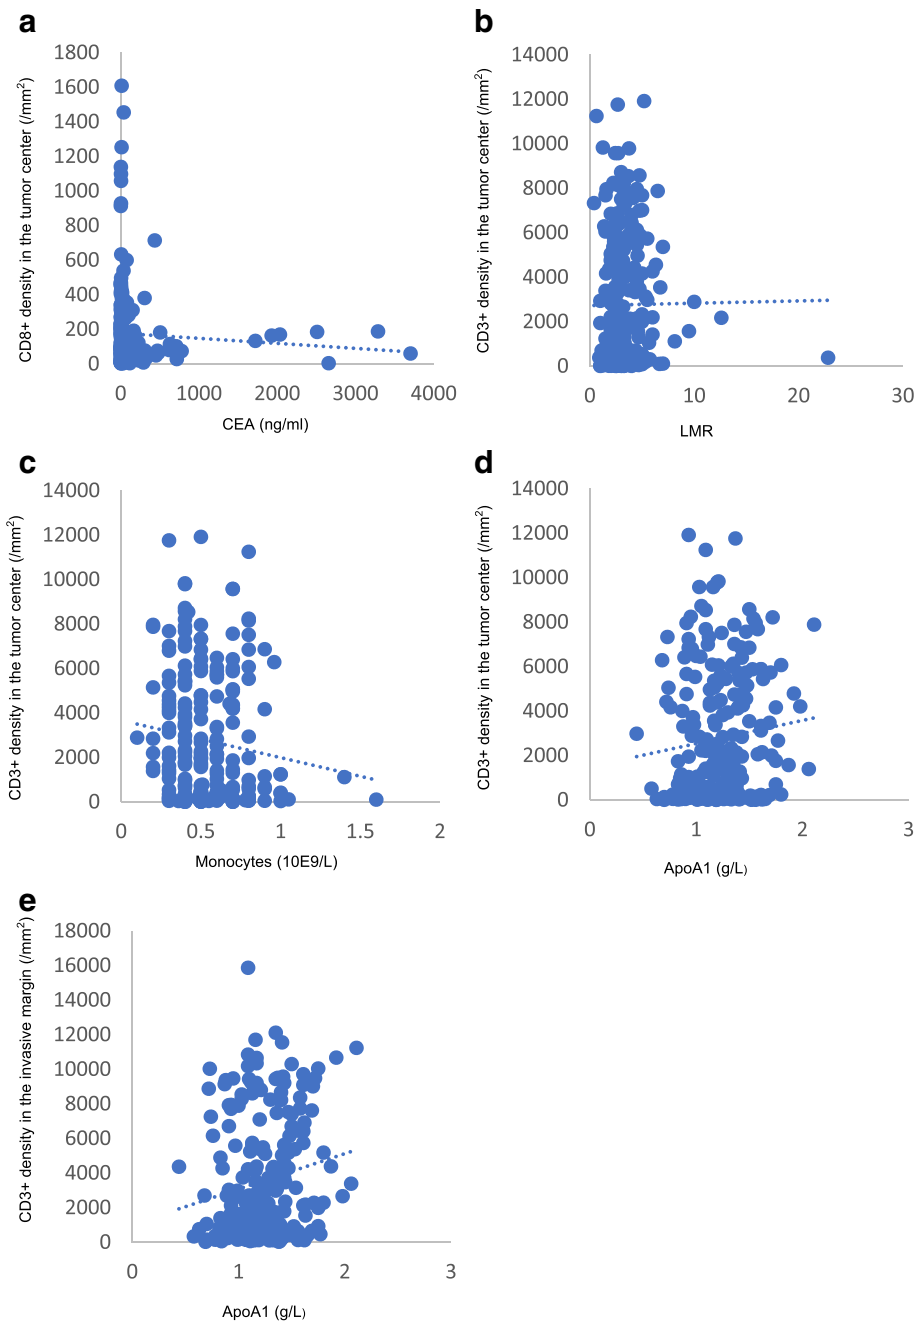 a
CD8+ density in the tumor center (/mm²)
1800
1600
1400
1200
1000
800
600
400
200
0
0 1000 2000 3000 4000
CEA (ng/ml)
b
CD3+ density in the tumor center (/mm²)
14000
12000
10000
8000
6000
4000
2000
0
0 10 20 30
LMR
c
CD3+ density in the tumor center (/mm²)
14000
12000
10000
8000
6000
4000
2000
0
0 0.5 1 1.5 2
Monocytes (10E9/L)
d
CD3+ density in the tumor center (/mm²)
14000
12000
10000
8000
6000
4000
2000
0
0 1 2 3
ApoA1 (g/L)
e
CD3+ density in the invasive margin (/mm²)
18000
16000
14000
12000
10000
8000
6000
4000
2000
0
0 1 2 3
ApoA1 (g/L)